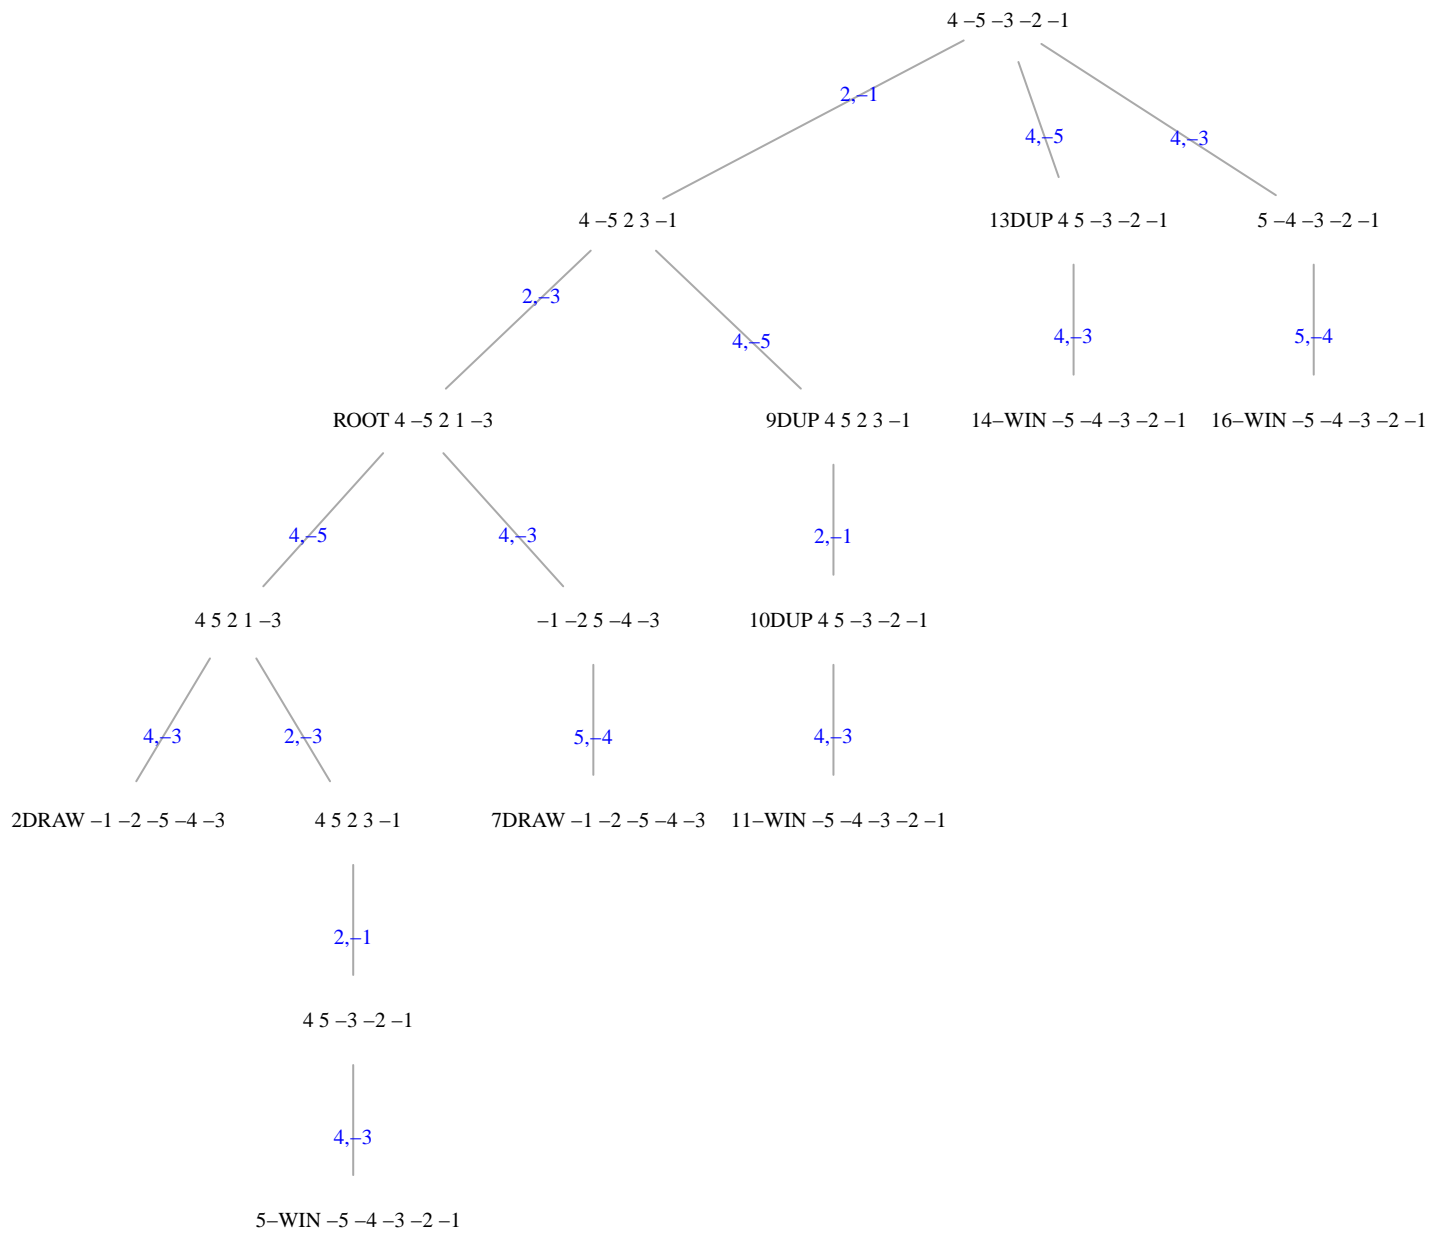 4 –5 –3 –2 –1
2,–1
4,–5
4,–3
4 –5 2 3 –1
13DUP 4 5 –3 –2 –1
5 –4 –3 –2 –1
2,–3
4,–5
4,–3
5,–4
ROOT 4 –5 2 1 –3
9DUP 4 5 2 3 –1
14–WIN –5 –4 –3 –2 –1
16–WIN –5 –4 –3 –2 –1
4,–5
4,–3
2,–1
4 5 2 1 –3
–1 –2 5 –4 –3
10DUP 4 5 –3 –2 –1
4,–3
2,–3
5,–4
4,–3
2DRAW –1 –2 –5 –4 –3
4 5 2 3 –1
7DRAW –1 –2 –5 –4 –3
11–WIN –5 –4 –3 –2 –1
2,–1
4 5 –3 –2 –1
4,–3
5–WIN –5 –4 –3 –2 –1